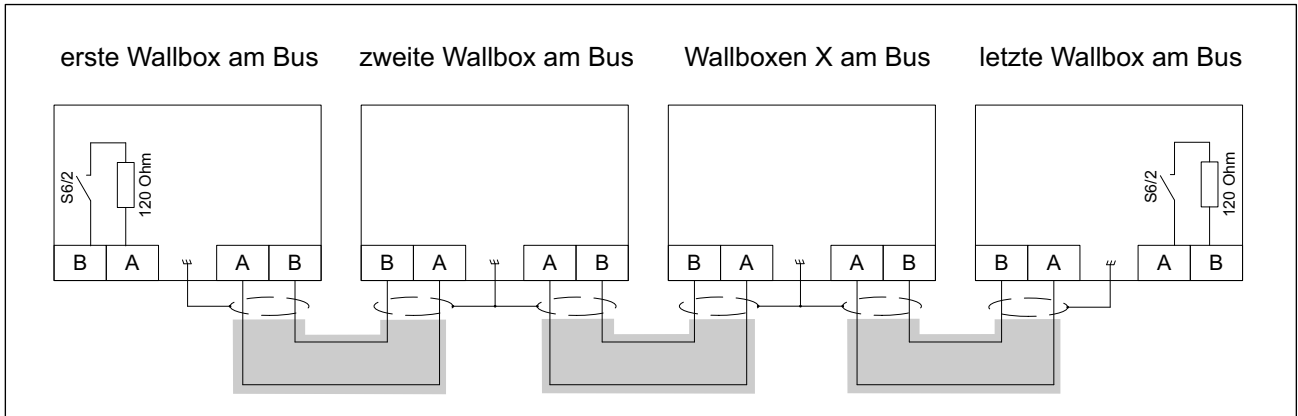 erste Wallbox am Bus
zweite Wallbox am Bus
Wallboxen X am Bus
letzte Wallbox am Bus
S6/2
120 Ohm
S6/2
120 Ohm
B A A B
B A A B
B A A B
B A A B